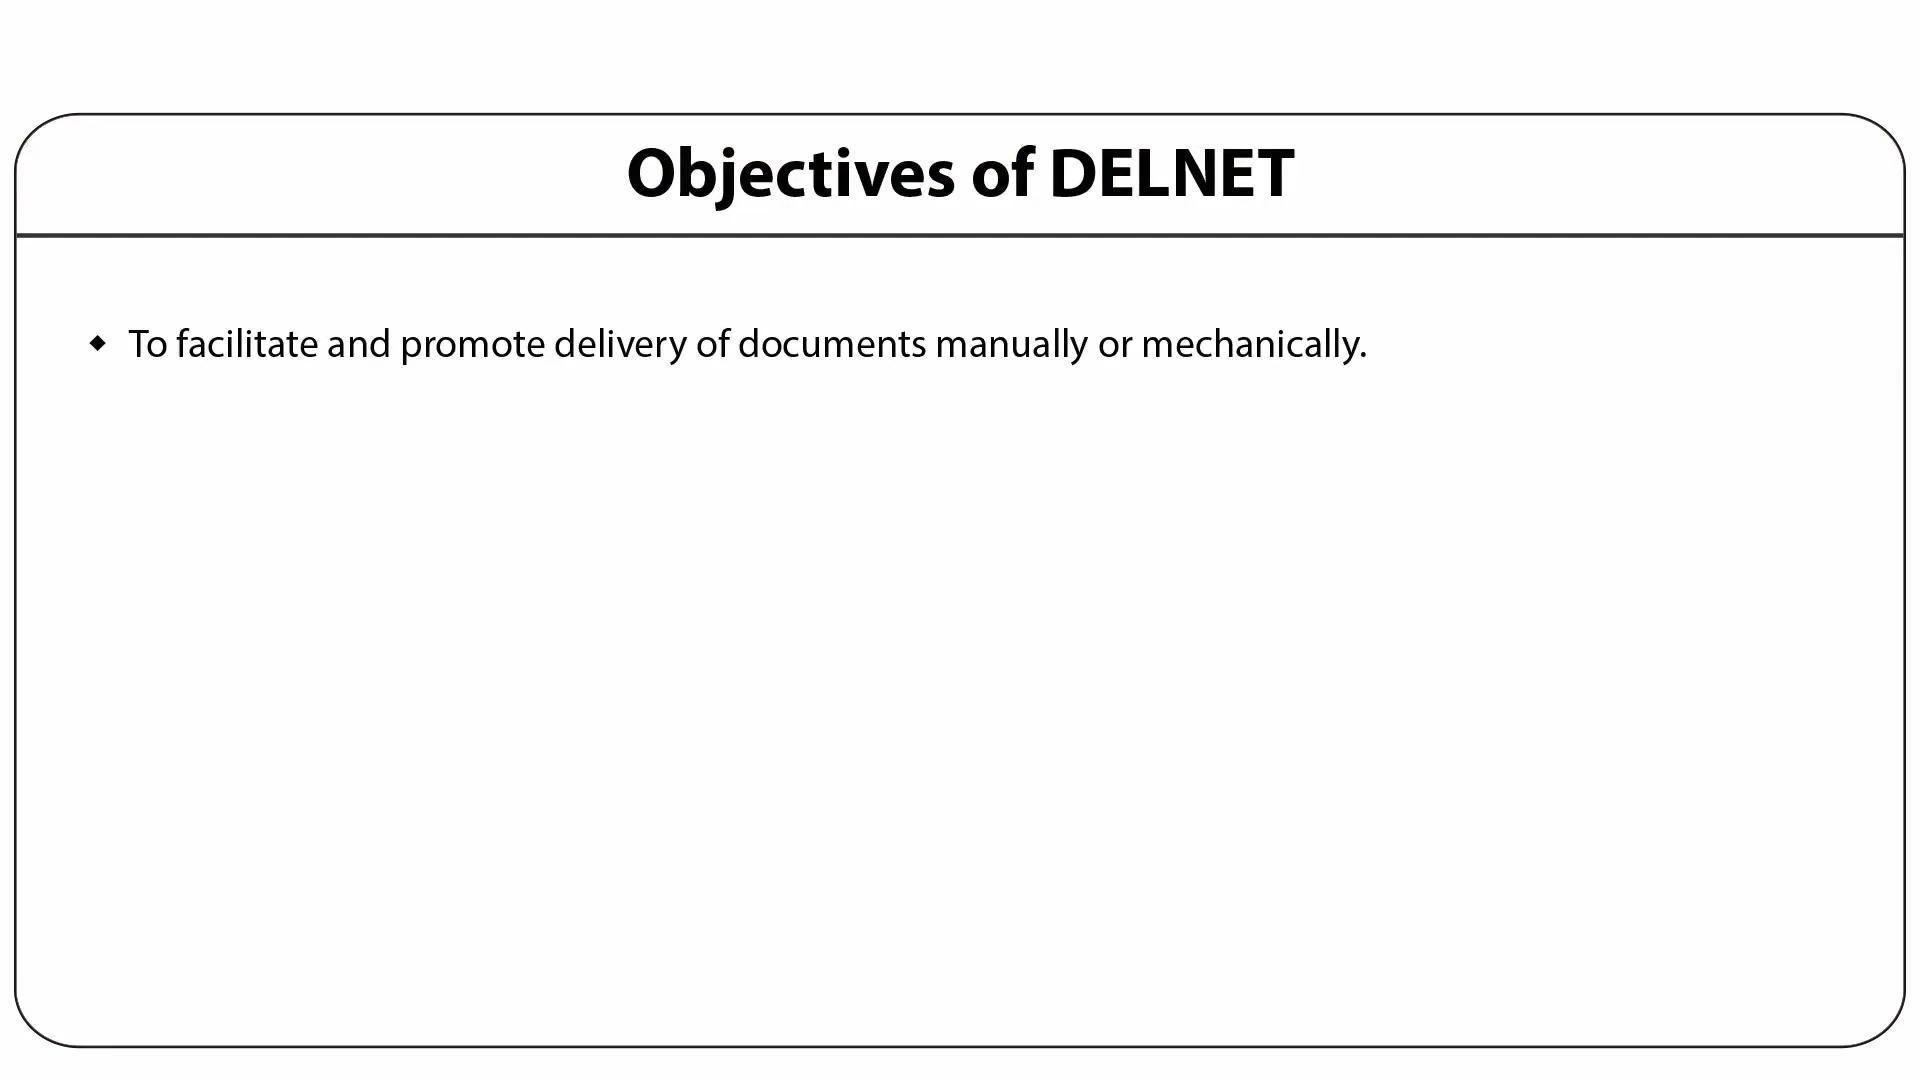 Objectives of DELNET
◆ To facilitate and promote delivery of documents manually or mechanically.